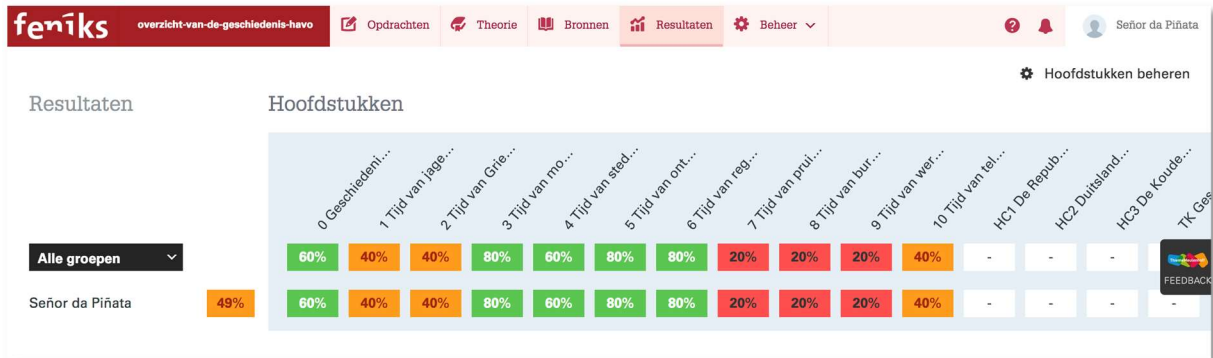 feniks overzicht-van-de-geschiedenis-havo Opdrachten Theorie Bronnen Resultaten Beheer ? Señor da Piñata
Hoofdstukken beheren
Resultaten
Hoofdstukken
0 Geschiedeni...
1 Tijd van jage...
2 Tijd van Grie...
3 Tijd van mo...
4 Tijd van sted...
5 Tijd van ont...
6 Tijd van reg...
7 Tijd van prui...
8 Tijd van bur...
9 Tijd van wer...
10 Tijd van tel...
HC1 De Repub...
HC2 Duitsland...
HC3 De Koude...
TK Ges
Alle groepen 60% 40% 40% 80% 60% 80% 80% 20% 20% 20% 40% - - -
FEEDBACK
Señor da Piñata 49% 60% 40% 40% 80% 60% 80% 80% 20% 20% 20% 40% - - - -